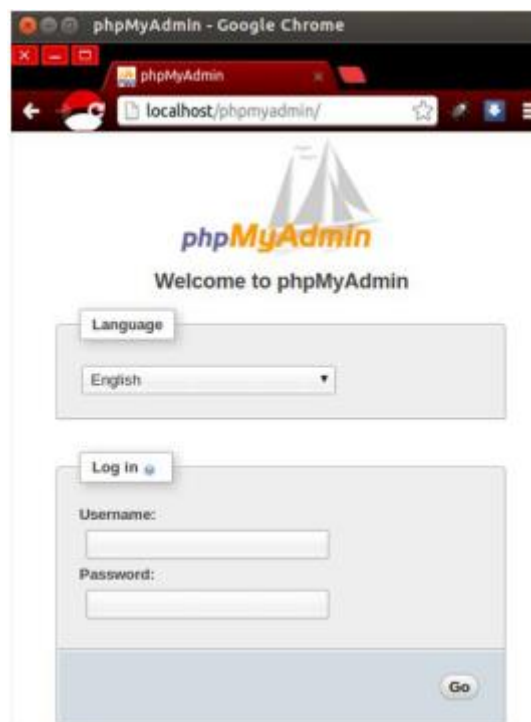 phpMyAdmin - Google Chrome
phpMyAdmin
localhost/phpmyadmin/
phpMyAdmin
Welcome to phpMyAdmin
Language
English
Log in
Username:
Password:
Go